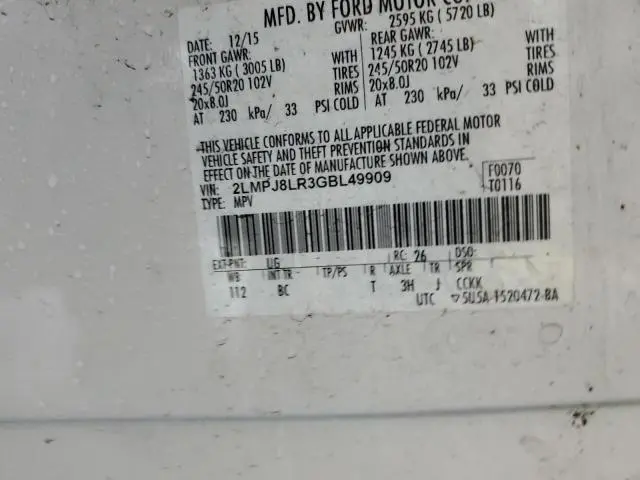 MFD. BY FORD MOTOR CO.
DATE: 12/15 GVWR: 2595 KG ( 5720 LB)
FRONT GAWR: REAR GAWR:
1363 KG ( 3005 LB) WITH 1245 KG ( 2745 LB) WITH
245/50R20 102V TIRES 245/50R20 102V TIRES
20x8.0J RIMS 20x8.0J RIMS
AT 230 kPa/ 33 PSI COLD AT 230 kPa/ 33 PSI COLD
THIS VEHICLE CONFORMS TO ALL APPLICABLE FEDERAL MOTOR
VEHICLE SAFETY AND THEFT PREVENTION STANDARDS IN
EFFECT ON THE DATE OF MANUFACTURE SHOWN ABOVE.
VIN: 2LMPJ8LR3GBL49909 F0070
TYPE: MPV T0116
EXT PNT: UG RC: 26 DSO:
WB INT TR TP/PS R AXLE TR SPR
112 BC T 3H J CCKK
UTC ▽5U5A-1520472-BA